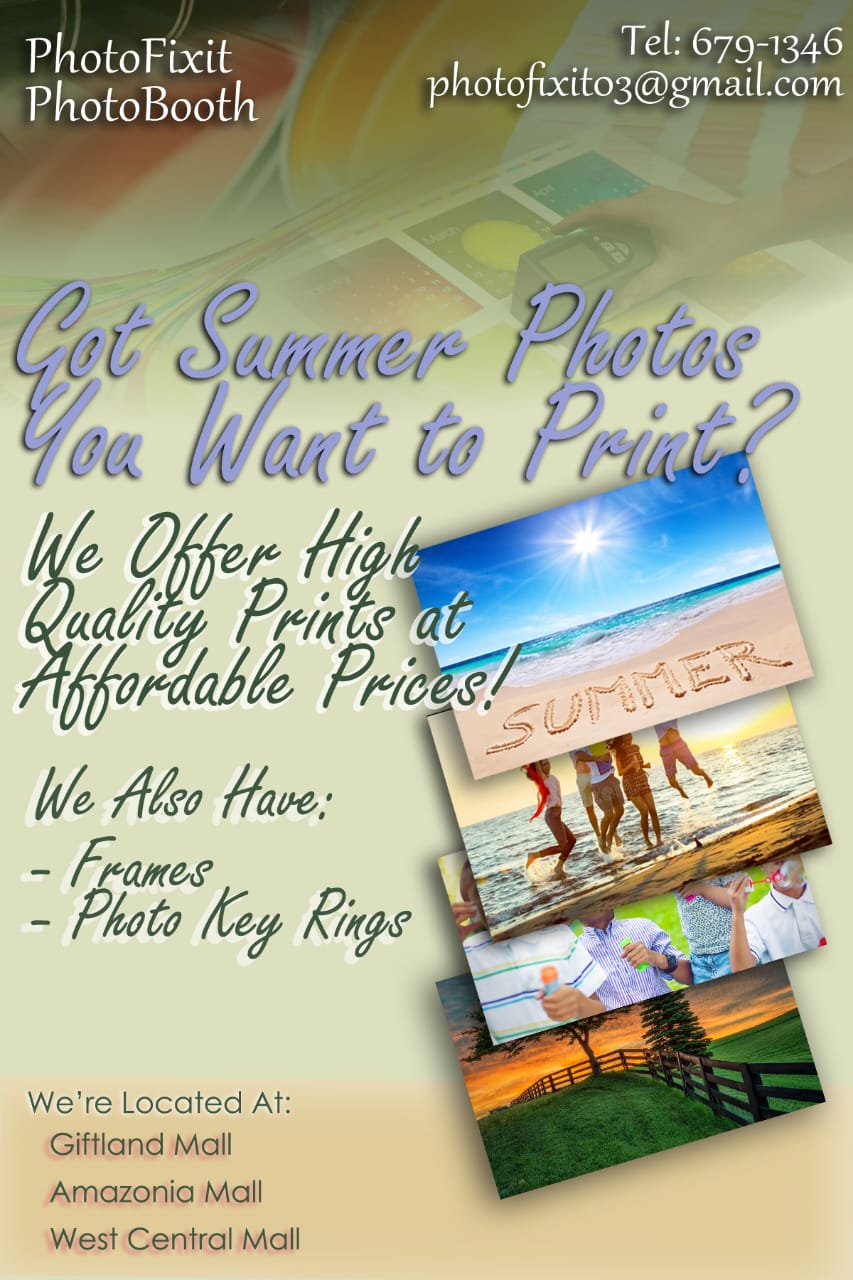 PhotoFixit
PhotoBooth
Tel: 679-1346
photofixit03@gmail.com
March
Apr
Got Summer Photos
You Want to Print?
We Offer High
Quality Prints at
Affordable Prices!
SUMMER
We Also Have:
- Frames
- Photo Key Rings
We're Located At:
Giftland Mall
Amazonia Mall
West Central Mall